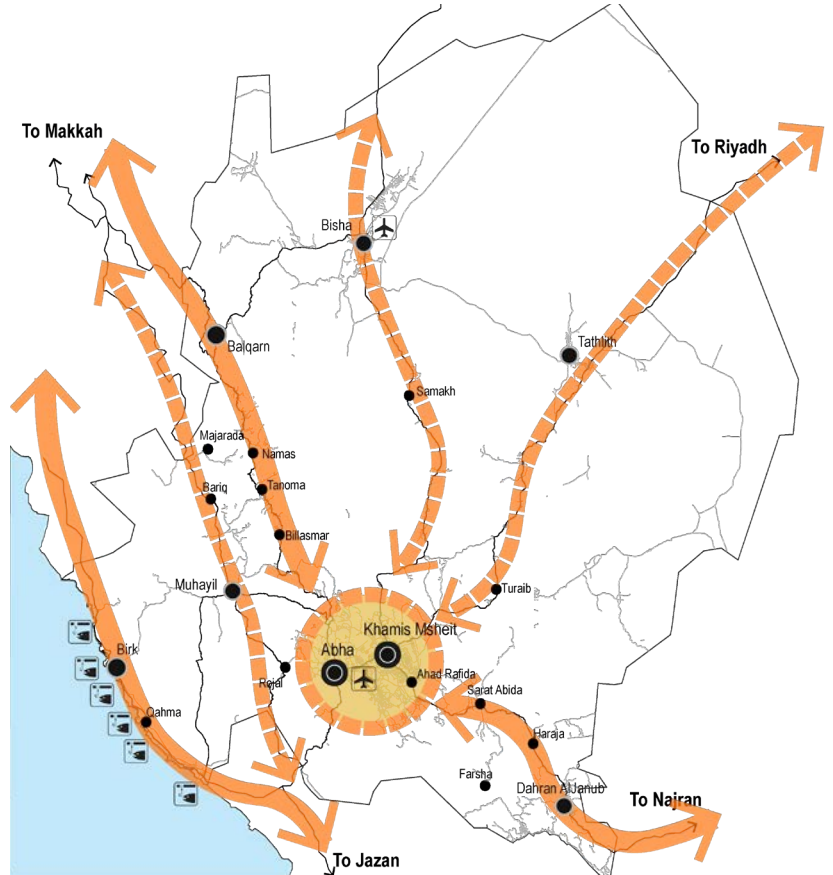 To Makkah
To Riyadh
Bisha
Balqarn
Tathlith
Samakh
Majarada
Namas
Bariq
Tanoma
Billasmar
Muhayil
Turaib
Khamis Msheit
Abha
Birk
Rojal
Ahad Rafida
Sarat Abida
Qahma
Haraja
Farsha
Dahran AlJanub
To Najran
To Jazan